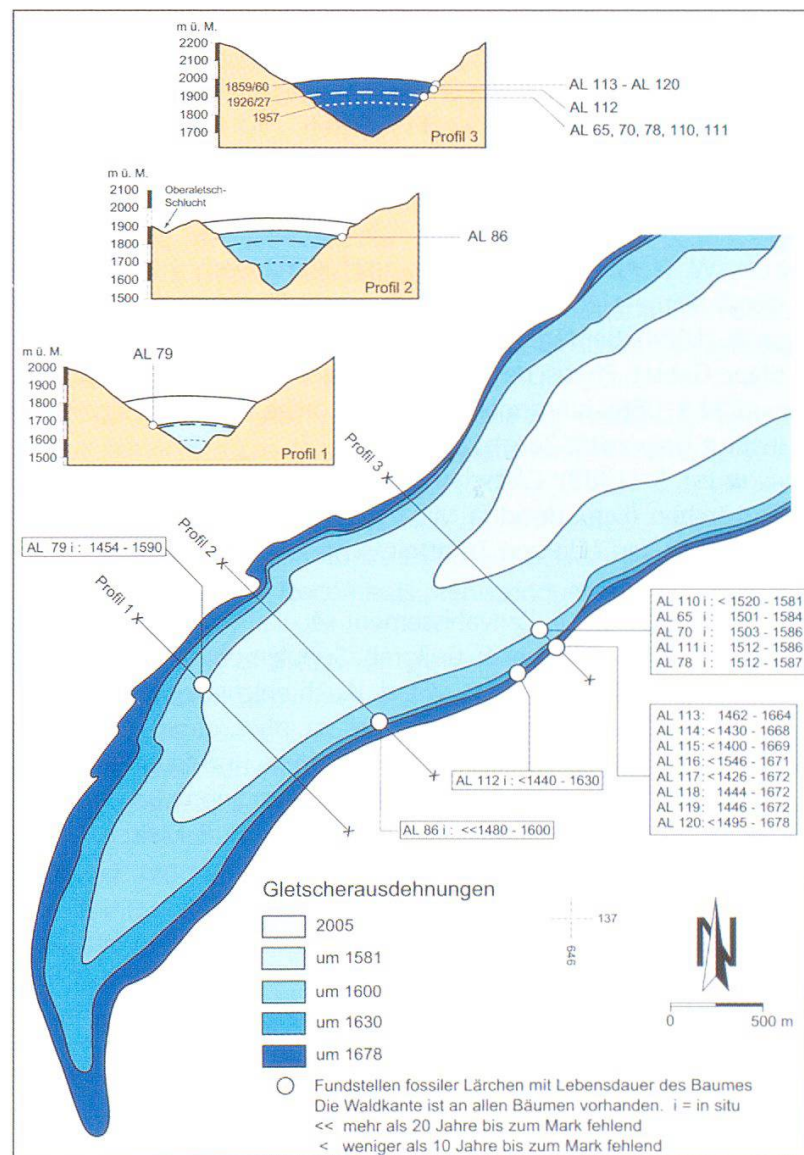 m ü. M.
2200
2100
2000
1900
1800
1700
1859/60
1926/27
1957
Profil 3
AL 113 - AL 120
AL 112
AL 65, 70, 78, 110, 111
m ü. M.
2100
2000
1900
1800
1700
1600
1500
Oberaletsch-
Schlucht
Profil 2
AL 86
m ü. M.
2000
1900
1800
1700
1600
1500
AL 79
Profil 1
Profil 3
Profil 2
Profil 1
AL 79 i : 1454 - 1590
AL 110 i : < 1520 - 1581
AL 65 i : 1501 - 1584
AL 70 i : 1503 - 1586
AL 111 i : 1512 - 1586
AL 78 i : 1512 - 1587
AL 113: 1462 - 1664
AL 114: <1430 - 1668
AL 115: <1400 - 1669
AL 116: <1546 - 1671
AL 117: <1426 - 1672
AL 118: 1444 - 1672
AL 119: 1446 - 1672
AL 120: <1495 - 1678
AL 112 i : <1440 - 1630
AL 86 i : <<1480 - 1600
Gletscherausdehnungen
2005
um 1581
um 1600
um 1630
um 1678
137
646
N
0 500 m
Fundstellen fossiler Lärchen mit Lebensdauer des Baumes
Die Waldkante ist an allen Bäumen vorhanden. i = in situ
<< mehr als 20 Jahre bis zum Mark fehlend
< weniger als 10 Jahre bis zum Mark fehlend